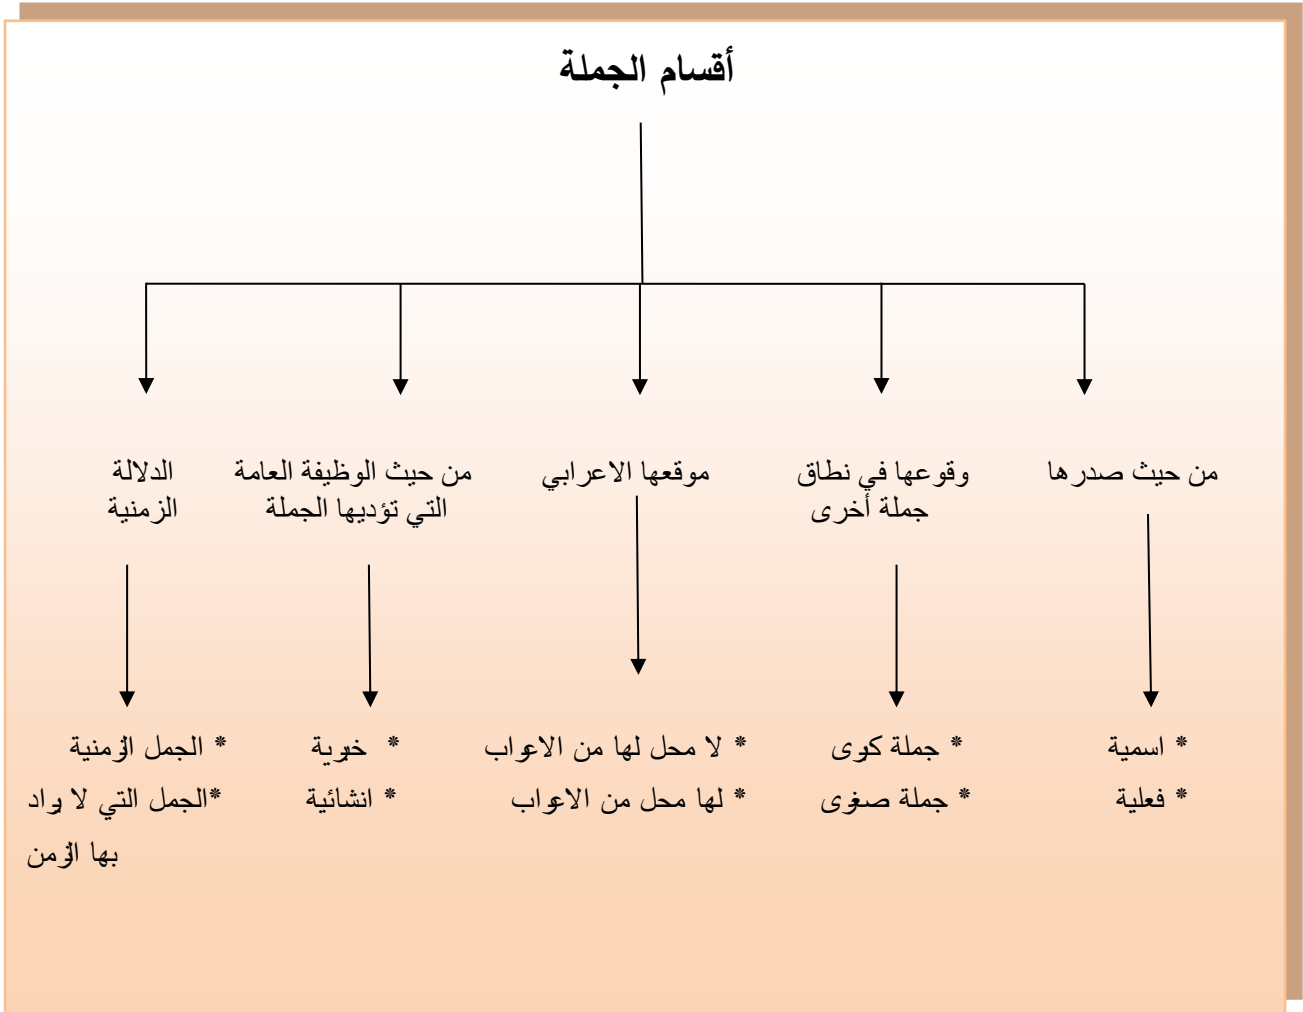 أقسام الجملة
من حيث صدرها
وقوعها في نطاق
جملة أخرى
موقعها الاعرابي
من حيث الوظيفة العامة
التي تؤديها الجملة
الدلالة
الزمنية
* اسمية
* فعلية
* جملة كبرى
* جملة صغرى
* لا محل لها من الاعراب
* لها محل من الاعراب
* خبرية
* انشائية
* الجمل الزمنية
*الجمل التي لا يراد
بها الزمن